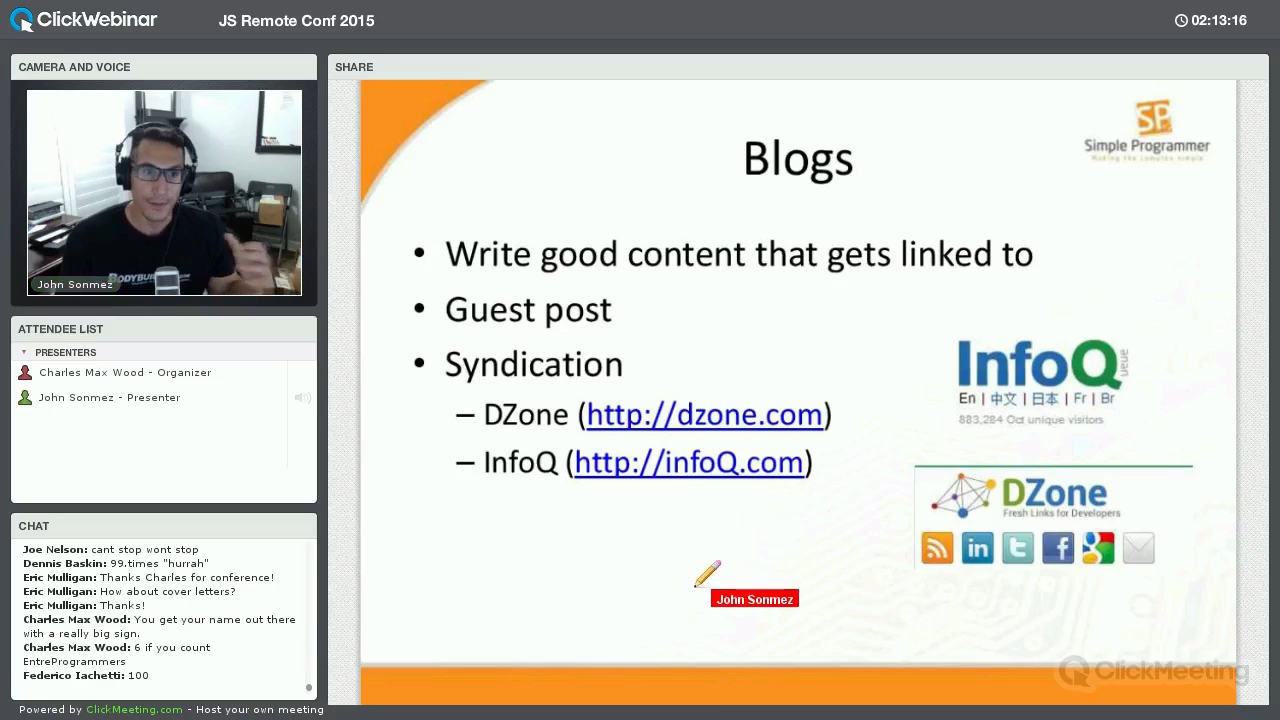 ClickWebinar
JS Remote Conf 2015
02:13:16
CAMERA AND VOICE
John Sonmez
ATTENDEE LIST
PRESENTERS
Charles Max Wood - Organizer
John Sonmez - Presenter
CHAT
Joe Nelson: cant stop wont stop
Dennis Baskin: 99.times "hurrah"
Eric Mulligan: Thanks Charles for conference!
Eric Mulligan: How about cover letters?
Eric Mulligan: Thanks!
Charles Max Wood: You get your name out there
with a really big sign.
Charles Max Wood: 6 if you count
EntreProgrammers
Federico Iachetti: 100
Powered by ClickMeeting.com - Host your own meeting
SHARE
SP
Simple Programmer
Making the complex simple
Blogs
• Write good content that gets linked to
• Guest post
• Syndication
– DZone (http://dzone.com)
– InfoQ (http://infoQ.com)
InfoQ
En | 中文 | 日本 | Fr | Br
883,284 Oct unique visitors
DZone
Fresh Links for Developers
in
John Sonmez
ClickMeeting